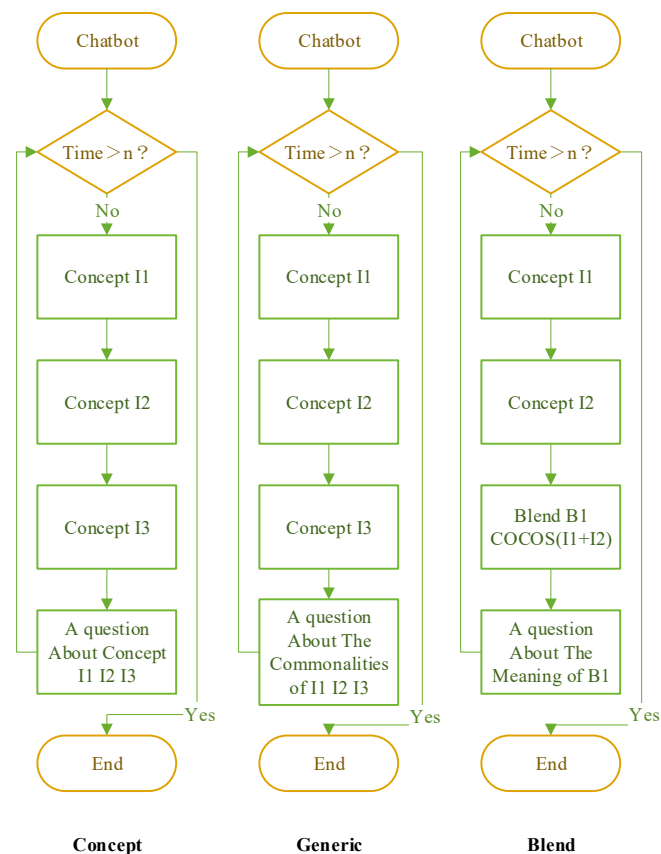 Chatbot
Time＞n？
No
Concept I1
Concept I2
Concept I3
A question
About Concept
I1 I2 I3
Yes
End
Concept
Chatbot
Time＞n？
No
Concept I1
Concept I2
Concept I3
A question
About The
Commonalities
of I1 I2 I3
Yes
End
Generic
Chatbot
Time＞n？
No
Concept I1
Concept I2
Blend B1
COCOS(I1+I2)
A question
About The
Meaning of B1
Yes
End
Blend